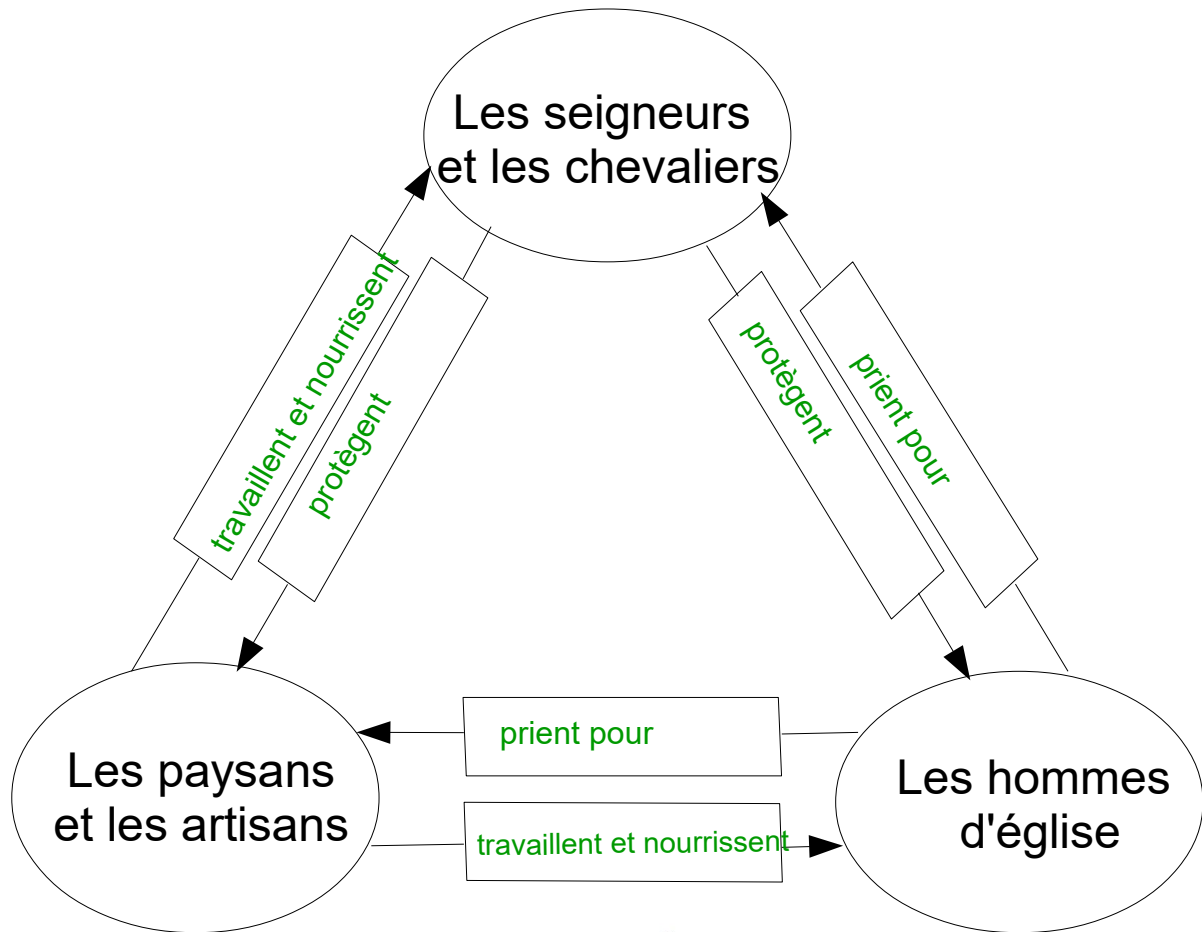 Les seigneurs
et les chevaliers
travaillent et nourrissent
protègent
protègent
prient pour
prient pour
Les paysans
et les artisans
travaillent et nourrissent
Les hommes
d'église